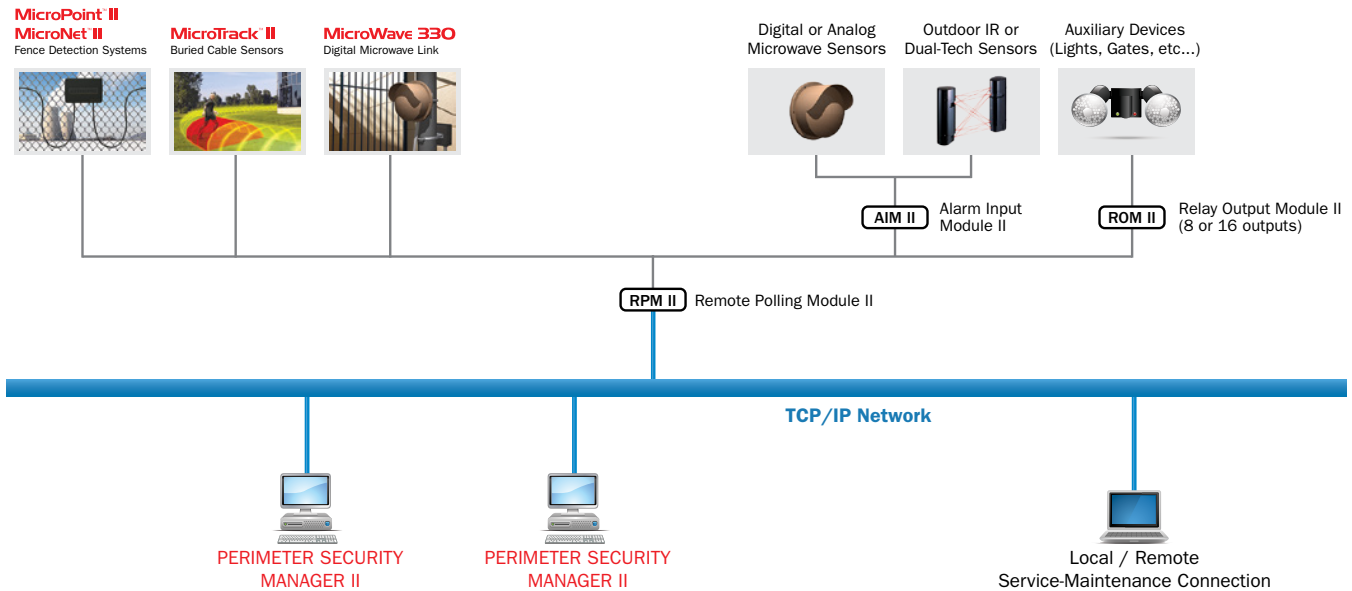 MicroPoint™ II
MicroNet™ II
Fence Detection Systems
MicroTrack™ II
Buried Cable Sensors
MicroWave 330
Digital Microwave Link
Digital or Analog
Microwave Sensors
Outdoor IR or
Dual-Tech Sensors
Auxiliary Devices
(Lights, Gates, etc...)
AIM II
Alarm Input
Module II
ROM II
Relay Output Module II
(8 or 16 outputs)
RPM II
Remote Polling Module II
TCP/IP Network
PERIMETER SECURITY
MANAGER II
PERIMETER SECURITY
MANAGER II
Local / Remote
Service-Maintenance Connection